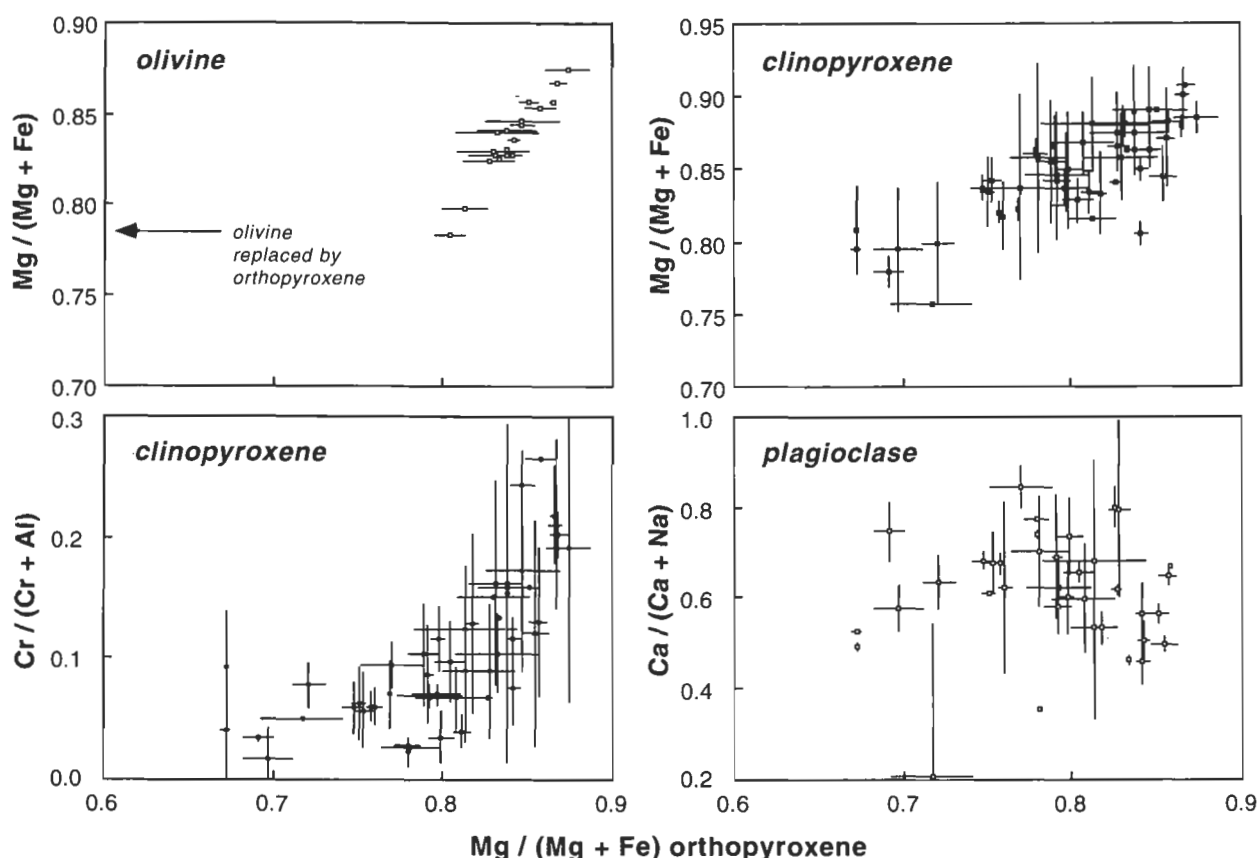 olivine
0.90
0.85
0.80
0.75
0.70
Mg / (Mg + Fe)
olivine
replaced by
orthopyroxene
clinopyroxene
0.95
0.90
0.85
0.80
0.75
0.70
Mg / (Mg + Fe)
clinopyroxene
0.3
0.2
0.1
0.0
Cr / (Cr + Al)
0.6 0.7 0.8 0.9
plagioclase
1.0
0.8
0.6
0.4
0.2
Ca / (Ca + Na)
0.6 0.7 0.8 0.9
Mg / (Mg + Fe) orthopyroxene